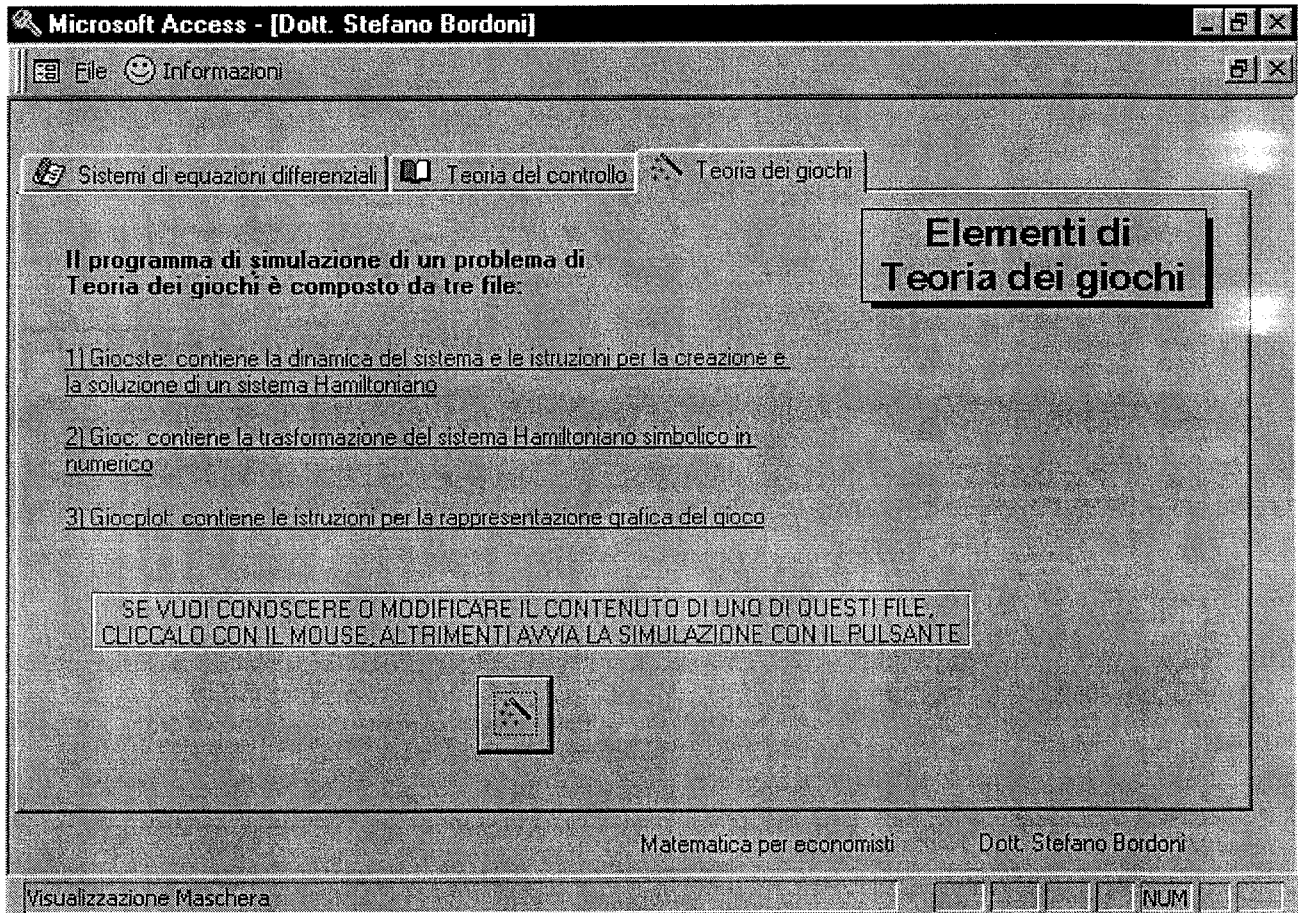 Microsoft Access - [Dott. Stefano Bordoni]
File Informazioni
Sistemi di equazioni differenziali Teoria del controllo Teoria dei giochi
Elementi di
Teoria dei giochi
Il programma di simulazione di un problema di
Teoria dei giochi è composto da tre file:
1) Giocste: contiene la dinamica del sistema e le istruzioni per la creazione e
la soluzione di un sistema Hamiltoniano
2) Gioc: contiene la trasformazione del sistema Hamiltoniano simbolico in
numerico
3) Giocplot: contiene le istruzioni per la rappresentazione grafica del gioco
SE VUOI CONOSCERE O MODIFICARE IL CONTENUTO DI UNO DI QUESTI FILE,
CLICCALO CON IL MOUSE, ALTRIMENTI AVVIA LA SIMULAZIONE CON IL PULSANTE
Matematica per economisti Dott. Stefano Bordoni
Visualizzazione Maschera NUM